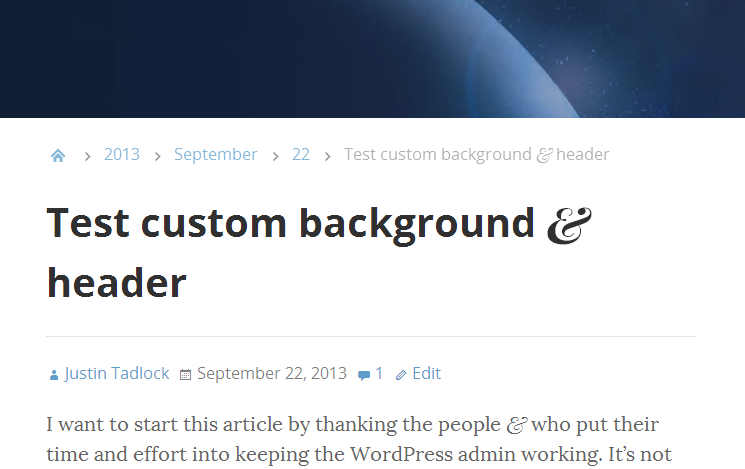 2013 > September > 22 > Test custom background & header
Test custom background &
header
Justin Tadlock September 22, 2013 1 Edit
I want to start this article by thanking the people & who put their
time and effort into keeping the WordPress admin working. It’s not